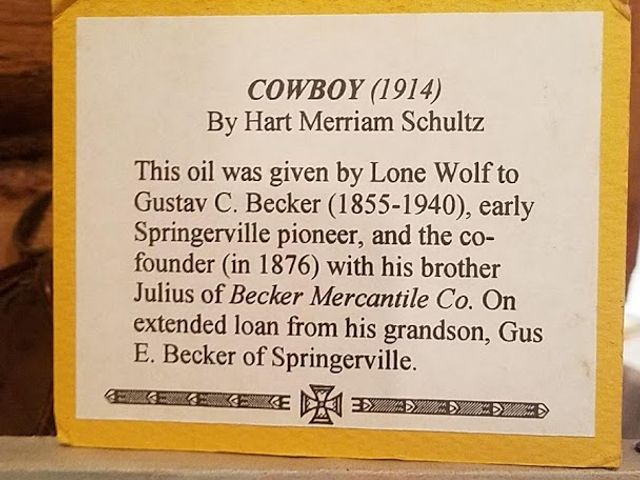 COWBOY (1914)
By Hart Merriam Schultz
This oil was given by Lone Wolf to
Gustav C. Becker (1855-1940), early
Springerville pioneer, and the co-
founder (in 1876) with his brother
Julius of Becker Mercantile Co. On
extended loan from his grandson, Gus
E. Becker of Springerville.